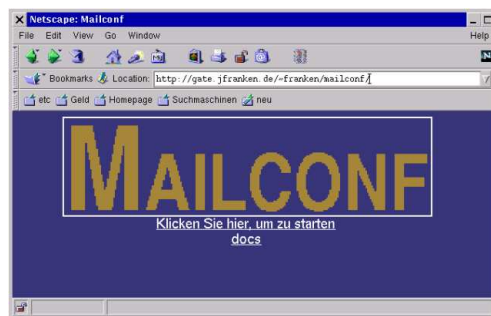 Netscape: Mailconf
File Edit View Go Window Help
Bookmarks Location: http://gate.jfranken.de/~franken/mailconf/
etc Geld Homepage Suchmaschinen neu
MAILCONF
Klicken Sie hier, um zu starten
docs